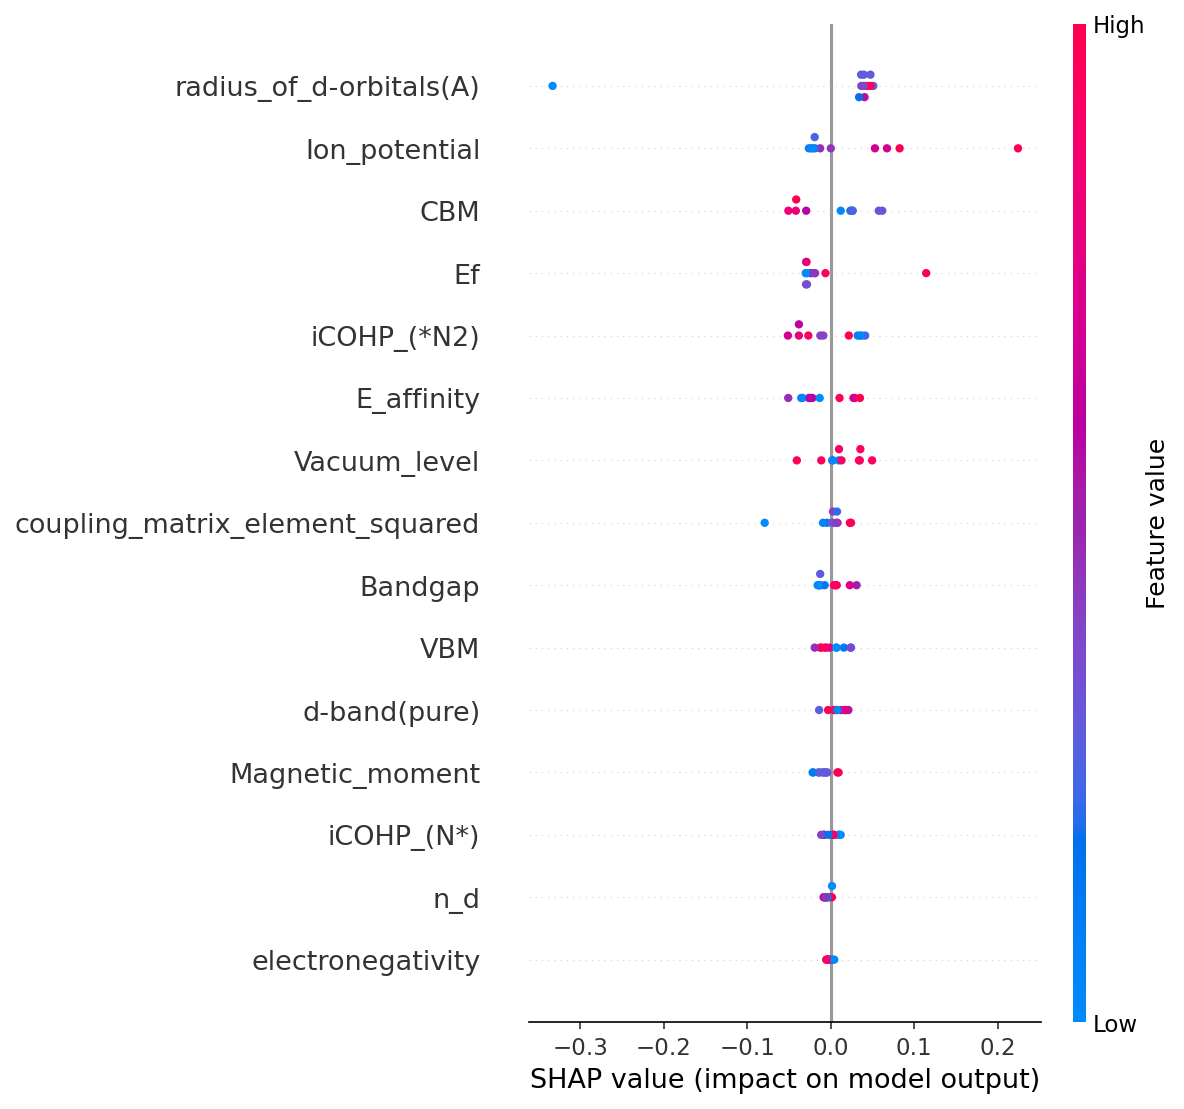 High
radius_of_d-orbitals(A)
Ion_potential
CBM
Ef
iCOHP_(*N2)
E_affinity
Vacuum_level
coupling_matrix_element_squared
Bandgap
VBM
d-band(pure)
Magnetic_moment
iCOHP_(N*)
n_d
electronegativity
Feature value
Low
−0.3 −0.2 −0.1 0.0 0.1 0.2
SHAP value (impact on model output)